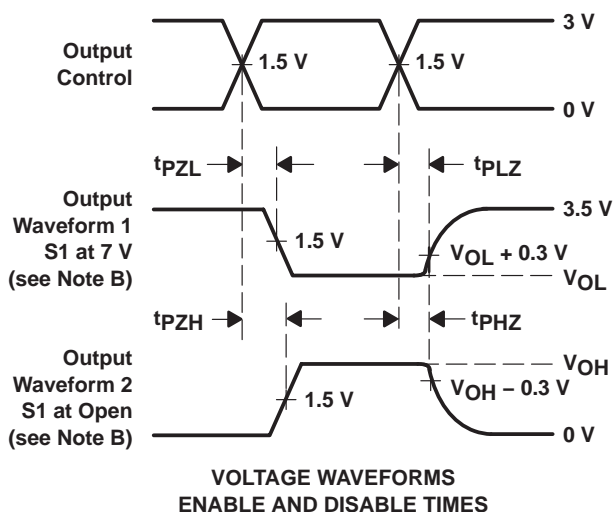 3 V
Output
Control
1.5 V
1.5 V
0 V
tPZL
tPLZ
Output
Waveform 1
S1 at 7 V
(see Note B)
3.5 V
1.5 V
VOL + 0.3 V
VOL
tPZH
tPHZ
Output
Waveform 2
S1 at Open
(see Note B)
VOH
VOH − 0.3 V
1.5 V
0 V
VOLTAGE WAVEFORMS
ENABLE AND DISABLE TIMES